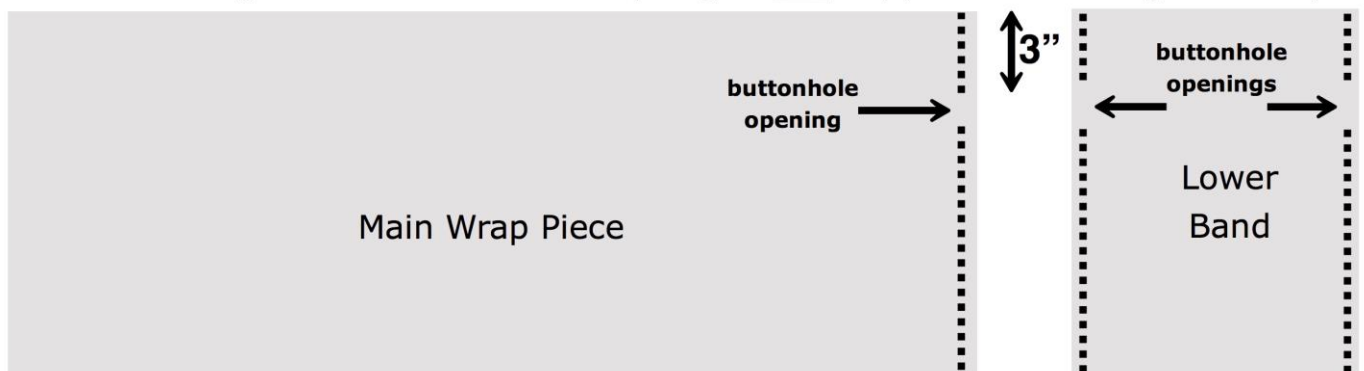 3”
buttonhole
opening
Main Wrap Piece
buttonhole
openings
Lower
Band